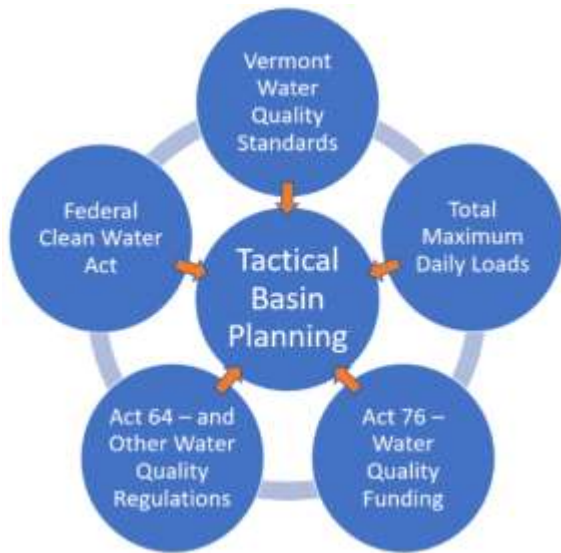 Vermont
Water
Quality
Standards
Federal
Clean Water
Act
Total
Maximum
Daily Loads
Tactical
Basin
Planning
Act 64 – and
Other Water
Quality
Regulations
Act 76 –
Water
Quality
Funding